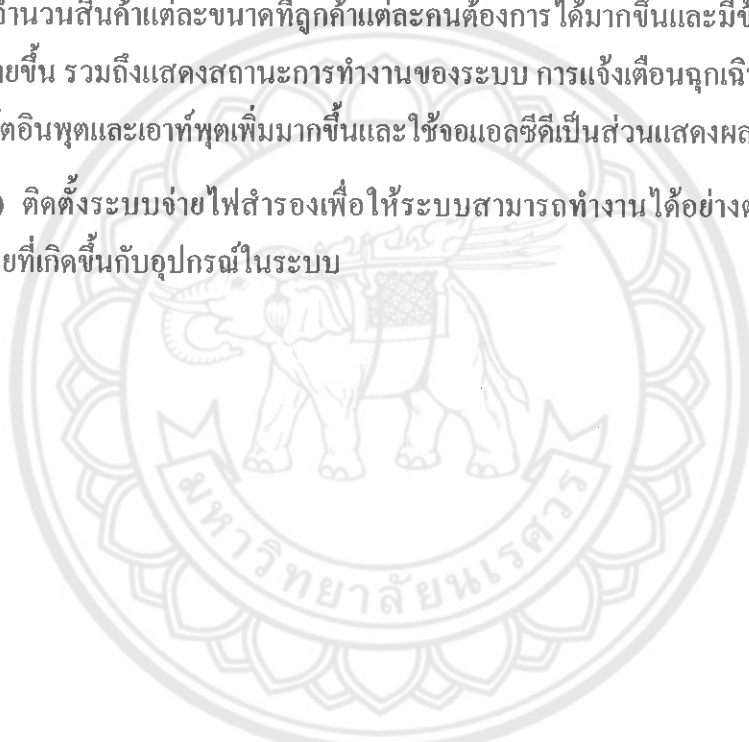 จำนวนสินค้าแต่ละขนาดที่ลูกค้าแต่ละคนต้องการได้มากขึ้นและมี
ายขึ้น รวมถึงแสดงสถานะการทำงานของระบบ การแจ้งเตือนฉุกเฉิ
ตอินพุตและเอาท์พุตเพิ่มมากขึ้นและใช้จอแอลซีดีเป็นส่วนแสดงผล
) ติดตั้งระบบจ่ายไฟสำรองเพื่อให้ระบบสามารถทำงานได้อย่าง
ยที่เกิดขึ้นกับอุปกรณ์ในระบบ
มหาวิทยาลัยนเรศวร